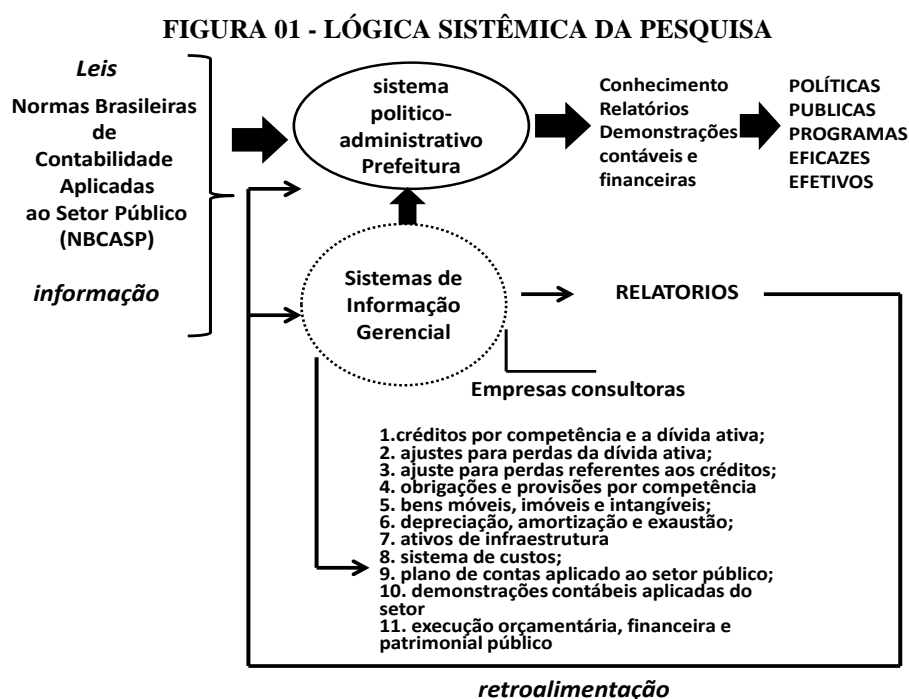 FIGURA 01 - LÓGICA SISTÊMICA DA PESQUISA
Leis
Normas Brasileiras
de
Contabilidade
Aplicadas
ao Setor Público
(NBCASP)
informação
sistema
politico-
administrativo
Prefeitura
Conhecimento
Relatórios
Demonstrações
contáveis e
financeiras
POLÍTICAS
PUBLICAS
PROGRAMAS
EFICAZES
EFETIVOS
Sistemas de
Informação
Gerencial
RELATORIOS
Empresas consultoras
1.créditos por competência e a dívida ativa;
2. ajustes para perdas da dívida ativa;
3. ajuste para perdas referentes aos créditos;
4. obrigações e provisões por competência
5. bens móveis, imóveis e intangíveis;
6. depreciação, amortização e exaustão;
7. ativos de infraestrutura
8. sistema de custos;
9. plano de contas aplicado ao setor público;
10. demonstrações contábeis aplicadas do
setor
11. execução orçamentária, financeira e
patrimonial público
retroalimentação